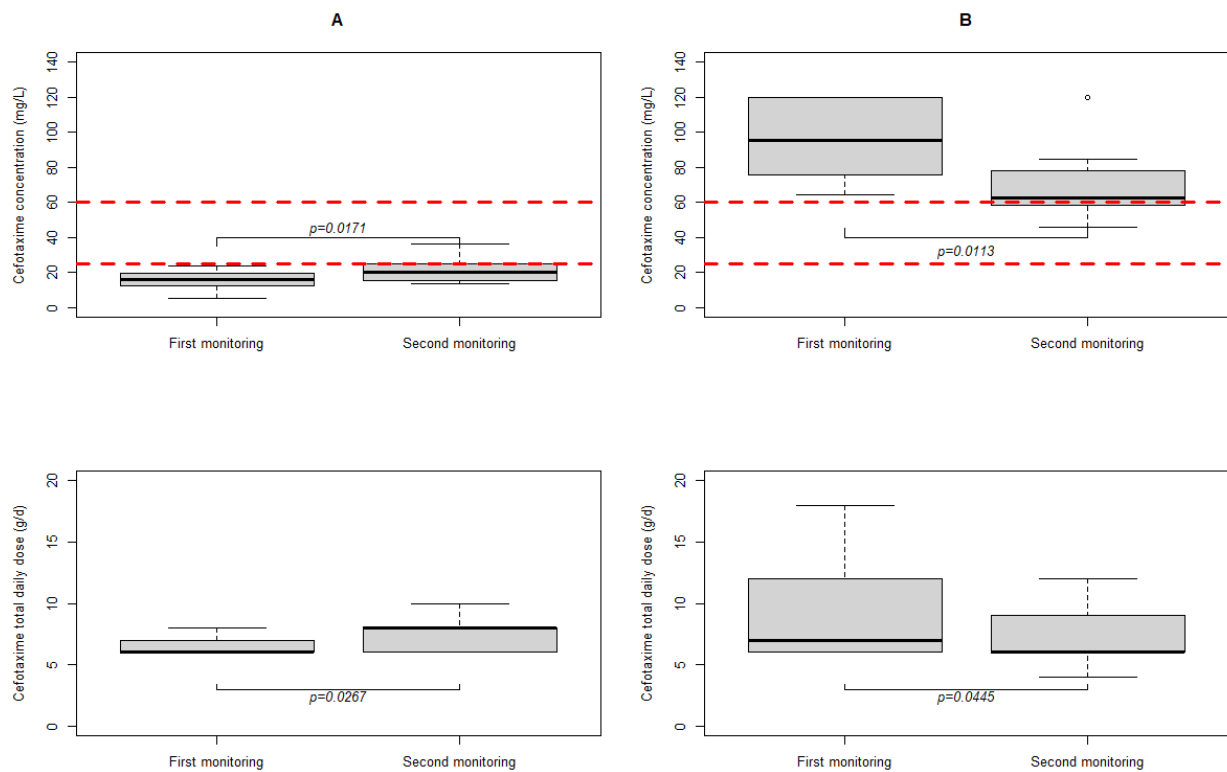 A
Cefotaxime concentration (mg/L)
140
120
100
80
60
40
20
0
p=0.0171
First monitoring Second monitoring
B
Cefotaxime concentration (mg/L)
140
120
100
80
60
40
20
0
p=0.0113
First monitoring Second monitoring
Cefotaxime total daily dose (g/d)
20
15
10
5
0
p=0.0267
First monitoring Second monitoring
Cefotaxime total daily dose (g/d)
20
15
10
5
0
p=0.0445
First monitoring Second monitoring